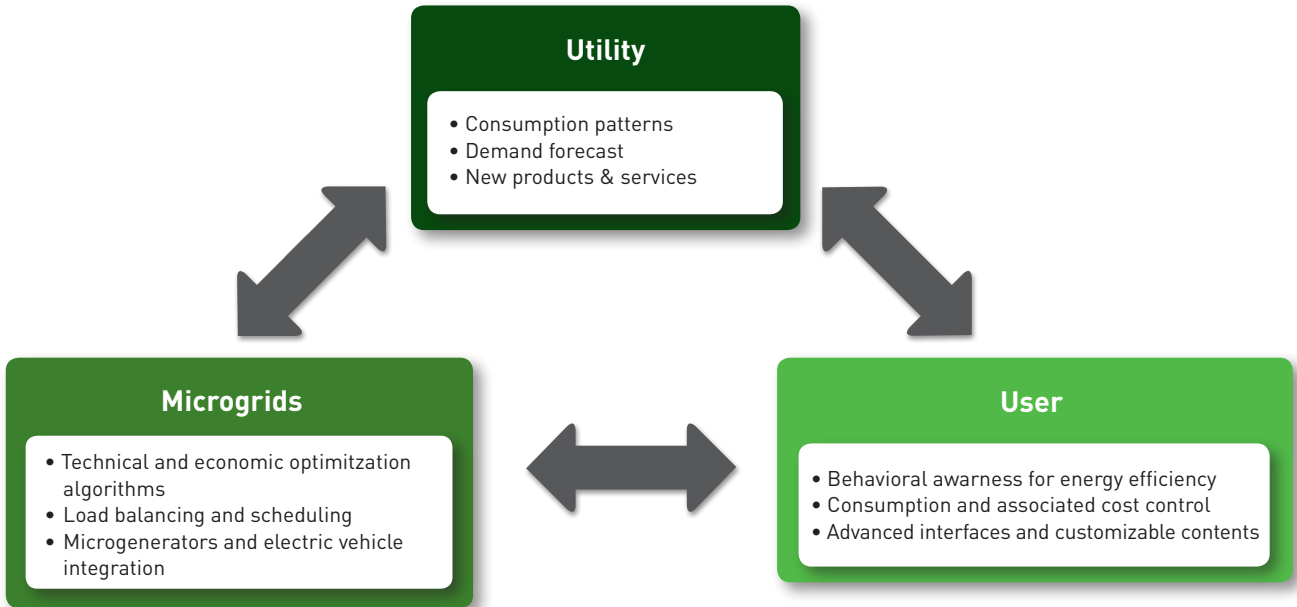 Utility
• Consumption patterns
• Demand forecast
• New products & services
Microgrids
• Technical and economic optimitzation
algorithms
• Load balancing and scheduling
• Microgenerators and electric vehicle
integration
User
• Behavioral awarness for energy efficiency
• Consumption and associated cost control
• Advanced interfaces and customizable contents